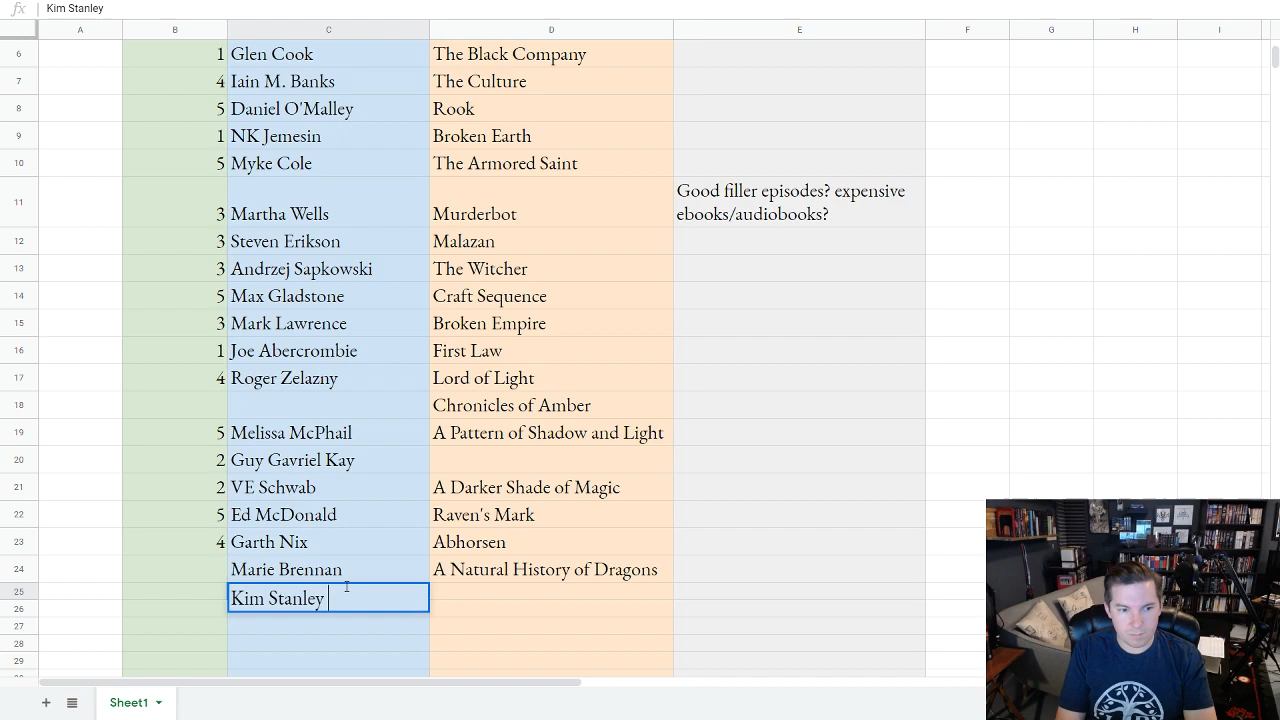 fx Kim Stanley
A B C D E F G H I
6 1 Glen Cook The Black Company
7 4 Iain M. Banks The Culture
8 5 Daniel O'Malley Rook
9 1 NK Jemesin Broken Earth
10 5 Myke Cole The Armored Saint
11 3 Martha Wells Murderbot Good filler episodes? expensive
ebooks/audiobooks?
12 3 Steven Erikson Malazan
13 3 Andrzej Sapkowski The Witcher
14 5 Max Gladstone Craft Sequence
15 3 Mark Lawrence Broken Empire
16 1 Joe Abercrombie First Law
17 4 Roger Zelazny Lord of Light
18 Chronicles of Amber
19 5 Melissa McPhail A Pattern of Shadow and Light
20 2 Guy Gavriel Kay
21 2 VE Schwab A Darker Shade of Magic
22 5 Ed McDonald Raven's Mark
23 4 Garth Nix Abhorsen
24 Marie Brennan A Natural History of Dragons
25 Kim Stanley
26
27
28
29
Sheet1